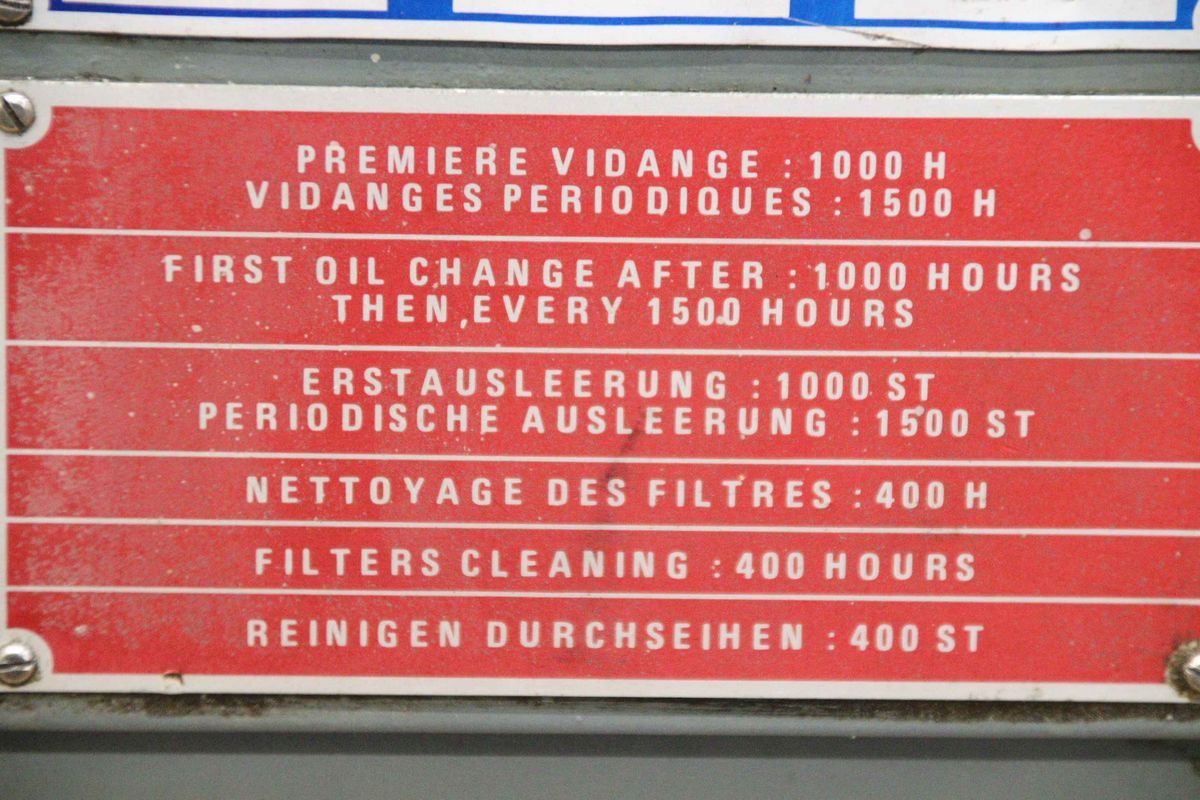 PREMIERE VIDANGE : 1000 H
VIDANGES PERIODIQUES : 1500 H
FIRST OIL CHANGE AFTER : 1000 HOURS
THEN, EVERY 1500 HOURS
ERSTAUSLEERUNG : 1000 ST
PERIODISCHE AUSLEERUNG : 1500 ST
NETTOYAGE DES FILTRES : 400 H
FILTERS CLEANING : 400 HOURS
REINIGEN DURCHSEIHEN : 400 ST